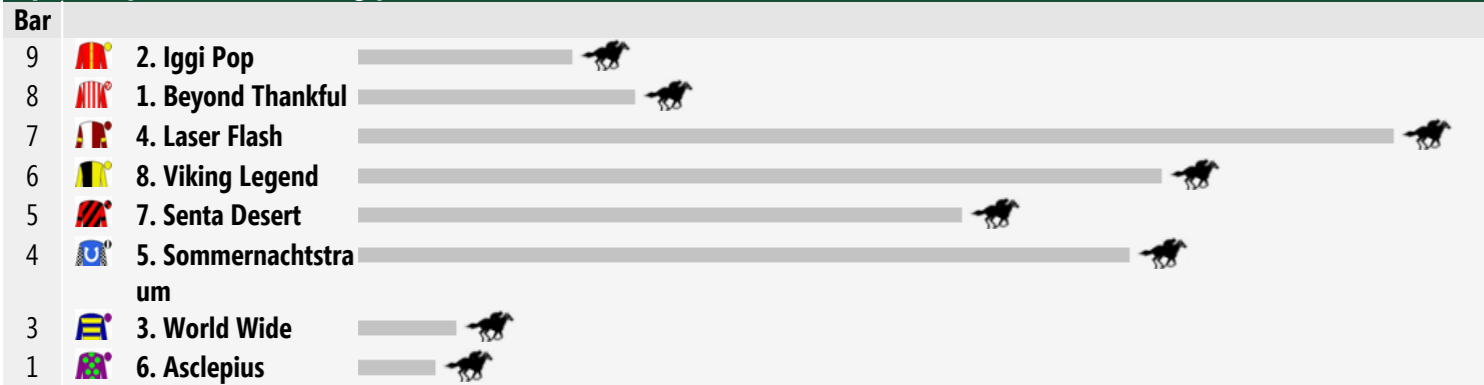 Bar
9 2. Iggi Pop
8 1. Beyond Thankful
7 4. Laser Flash
6 8. Viking Legend
5 7. Senta Desert
4 5. Sommernachtstra
um
3 3. World Wide
1 6. Asclepius